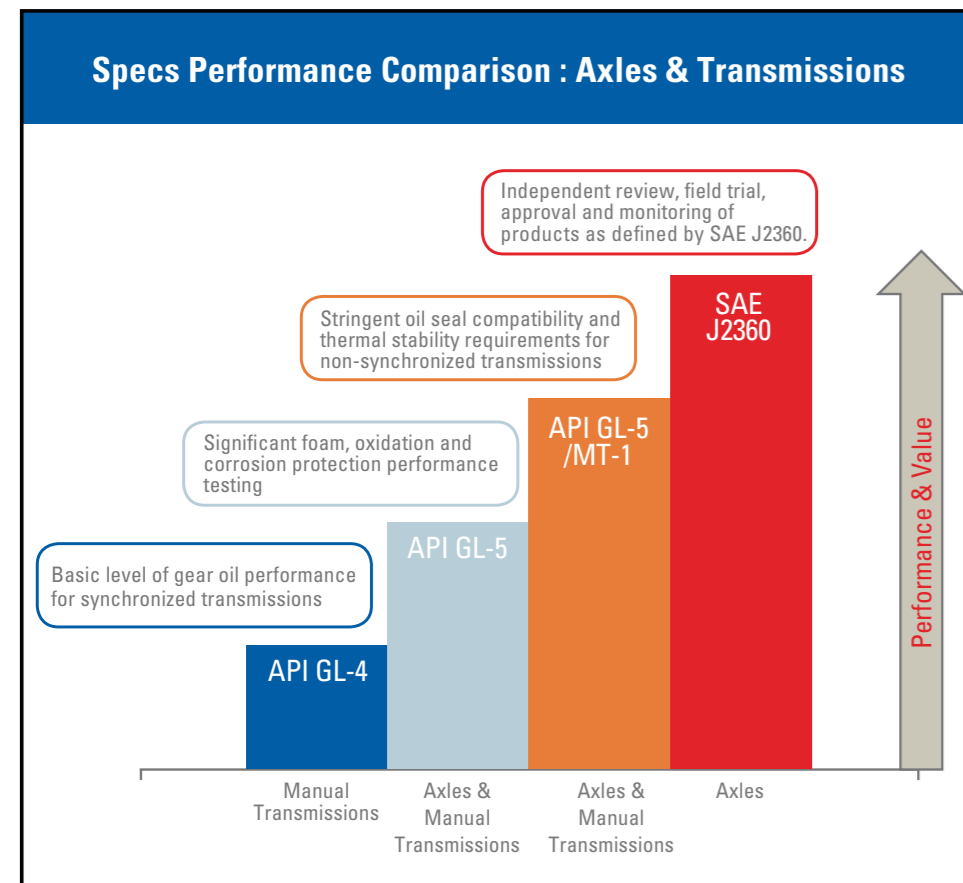 Specs Performance Comparison : Axles & Transmissions
Independent review, field trial,
approval and monitoring of
products as defined by SAE J2360.
SAE
J2360
Stringent oil seal compatibility and
thermal stability requirements for
non-synchronized transmissions
API GL-5
/MT-1
Significant foam, oxidation and
corrosion protection performance
testing
API GL-5
Basic level of gear oil performance
for synchronized transmissions
API GL-4
Performance & Value
Manual
Transmissions
Axles &
Manual
Transmissions
Axles &
Manual
Transmissions
Axles